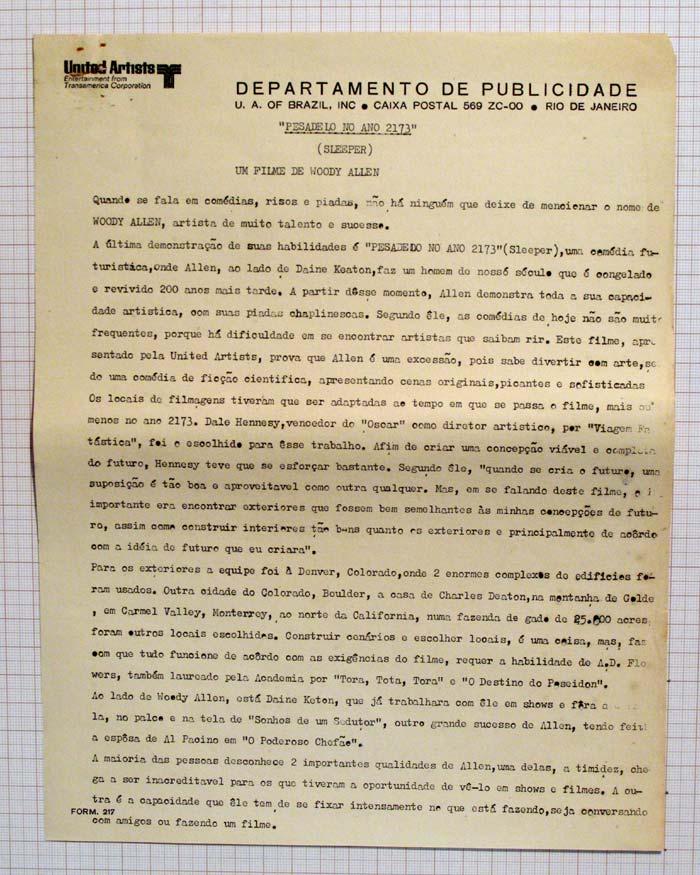 United Artists
Entertainment from
Transamerica Corporation
DEPARTAMENTO DE PUBLICIDADE
U. A. OF BRAZIL, INC ● CAIXA POSTAL 569 ZC-00 ● RIO DE JANEIRO
"PESADELO NO ANO 2173"
(SLEEPER)
UM FILME DE WOODY ALLEN
Quando se fala em comédias, risos e piadas, não há ninguém que deixe de mencionar o nome de
WOODY ALLEN, artista de muito talento e sucesso.
A última demonstração de suas habilidades é "PESADEDO NO ANO 2173"(Sleeper),uma comédia fu-
turistica,onde Allen, ao lado de Daine Keaton,faz um homem de nossé século que é congelado
e revivido 200 anos mais tarde. A partir dêsse momento, Allen demonstra toda a sua capaci-
dade artistica, com suas piadas chaplinescas. Segundo êle, as comédias de hoje não são muito
frequentes, porque há dificuldade em se encontrar artistas que saibam rir. Este filme, apre
sentado pela United Artists, prova que Allen é uma excessão, pois sabe divertir com arte,se
do uma comédia de ficção cientifica, apresentando cenas originais,picantes e sofisticadas
Os locais de filmagens tiveram que ser adaptadas ao tempo em que se passa o filme, mais ou
menos no ano 2173. Dale Hennesy,vencedor do "Oscar" como diretor artistico, por "Viagem Fa
tástica", foi o escolhido para êsse trabalho. Afim de criar uma concepção viável e completa
do futuro, Hennesy teve que se esforçar bastante. Segundo êle, "quando se cria o futuro, uma
suposição é tão boa e aproveitavel como outra qualquer. Mas, em se falando deste filme, o
importante era encontrar exteriores que fossem bem semelhantes às minhas concepções de futu-
ro, assim como construir interiores tão bons quanto os exteriores e principalmente de acôrdo
com a idéia de futuro que eu criara".
Para os exteriores a equipe foi à Denver, Colorado,onde 2 enormes complexos de edificios fo-
ram usados. Outra cidade do Colorado, Boulder, a casa de Charles Deaton,na montanha de Golde
, em Carmel Valley, Monterrey, ao norte da California, numa fazenda de gado de 25.000 acres
foram outros locais escolhidos. Construir cenários e escolher locais, é uma coisa, mas, faz
com que tudo funcione de acôrdo com as exigências do filme, requer a habilidade de A.D. Flo
wers, também laureado pela Academia por "Tora, Tota, Tora" e "O Destino do Poseidon".
Ao lado de Woody Allen, está Daine Keton, que já trabalhara com êle em shows e fóra
la, no palco e na tela de "Sonhos de um Sedutor", outro grande sucesso de Allen, tendo feit
a espôsa de Al Pacino em "O Poderoso Chefão".
A maioria das pessoas desconhece 2 importantes qualidades de Allen,uma delas, a timidez, che
ga a ser inacreditavel para os que tiveram a oportunidade de vê-lo em shows e filmes. A ou-
tra é a capacidade que êle tem de se fixar intensamente no que está fazendo,seja conversando
com amigos ou fazendo um filme.
FORM. 217